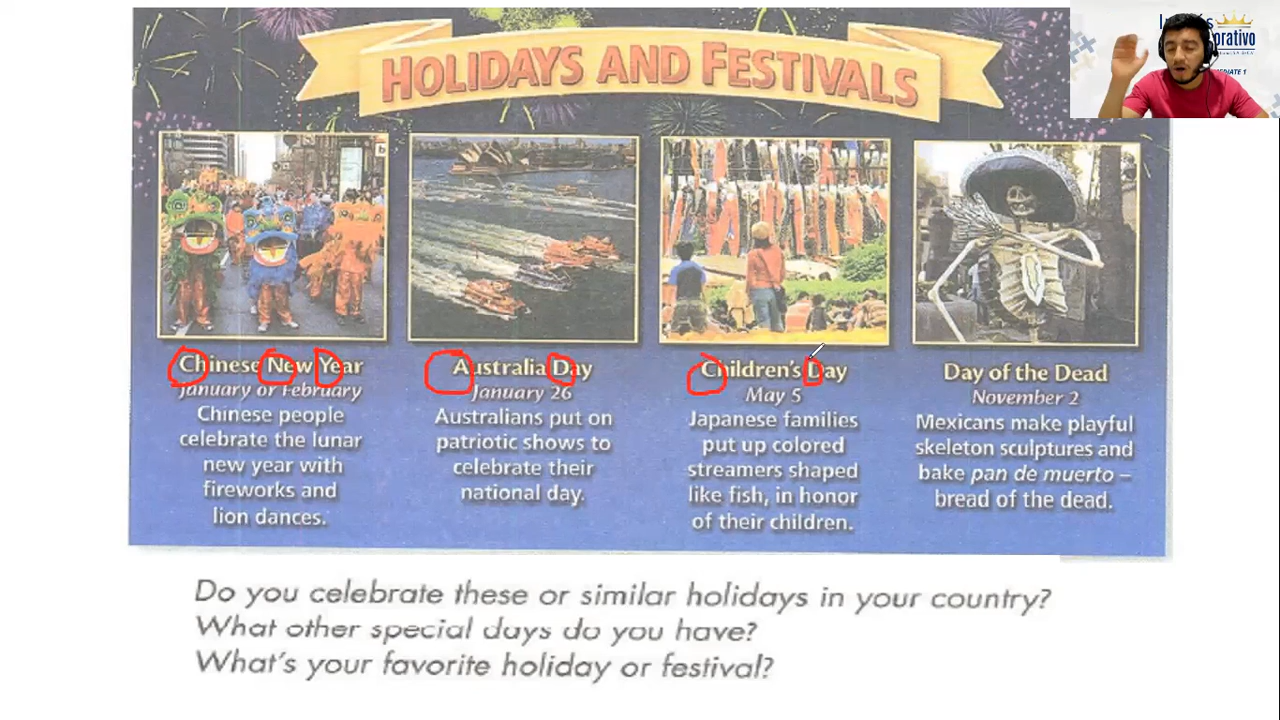 HOLIDAYS AND FESTIVALS
Chinese New Year
January or February
Chinese people
celebrate the lunar
new year with
fireworks and
lion dances.
Australia Day
January 26
Australians put on
patriotic shows to
celebrate their
national day.
Children's Day
May 5
Japanese families
put up colored
streamers shaped
like fish, in honor
of their children.
Day of the Dead
November 2
Mexicans make playful
skeleton sculptures and
bake pan de muerto –
bread of the dead.
Do you celebrate these or similar holidays in your country?
What other special days do you have?
What's your favorite holiday or festival?